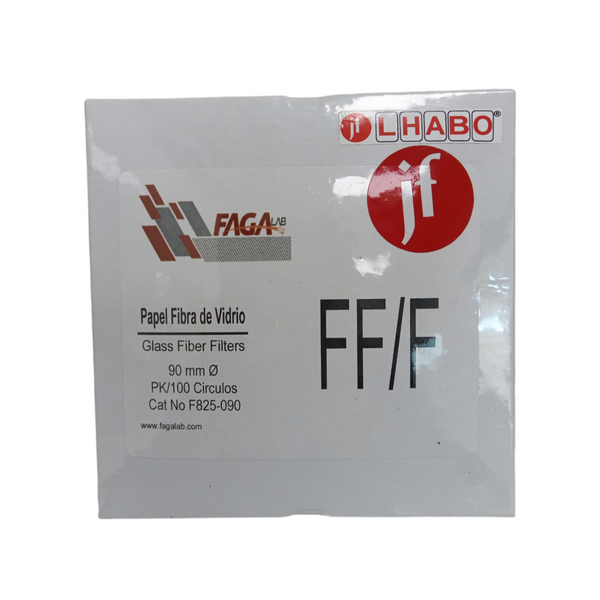 jf LHABO®
jf
FAGA LAB
Papel Fibra de Vidrio
Glass Fiber Filters
90 mm Ø
PK/100 Circulos
Cat No F825-090
www.fagalab.com
FF/F